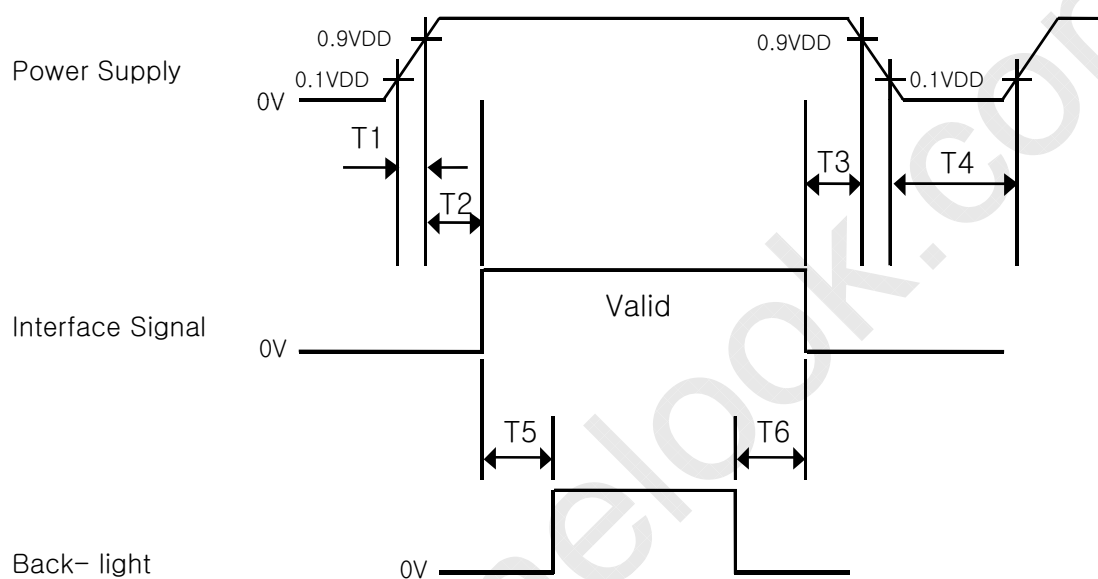 0.9VDD
0.9VDD
Power Supply
0.1VDD
0.1VDD
0V
T1
T3
T4
T2
Valid
Interface Signal
0V
T5
T6
Back- light
0V